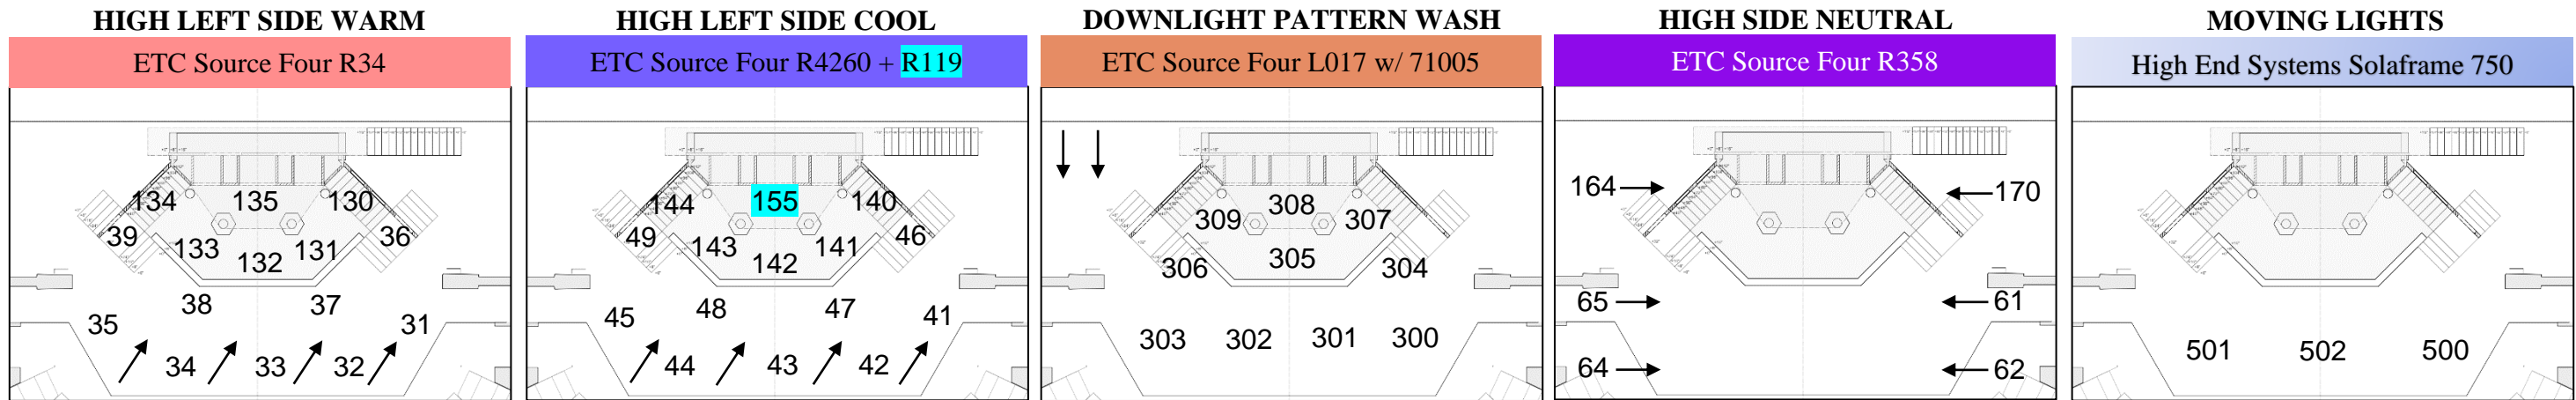 HIGH LEFT SIDE WARM
ETC Source Four R34
134 135 130
39 133 132 131 36
38 37
35 31
34 33 32
HIGH LEFT SIDE COOL
ETC Source Four R4260 + R119
144 155 140
49 143 142 141 46
48 47
45 41
44 43 42
DOWNLIGHT PATTERN WASH
ETC Source Four L017 w/ 71005
309 308 307
306 305 304
303 302 301 300
HIGH SIDE NEUTRAL
ETC Source Four R358
164 170
65 61
64 62
MOVING LIGHTS
High End Systems Solaframe 750
501 502 500